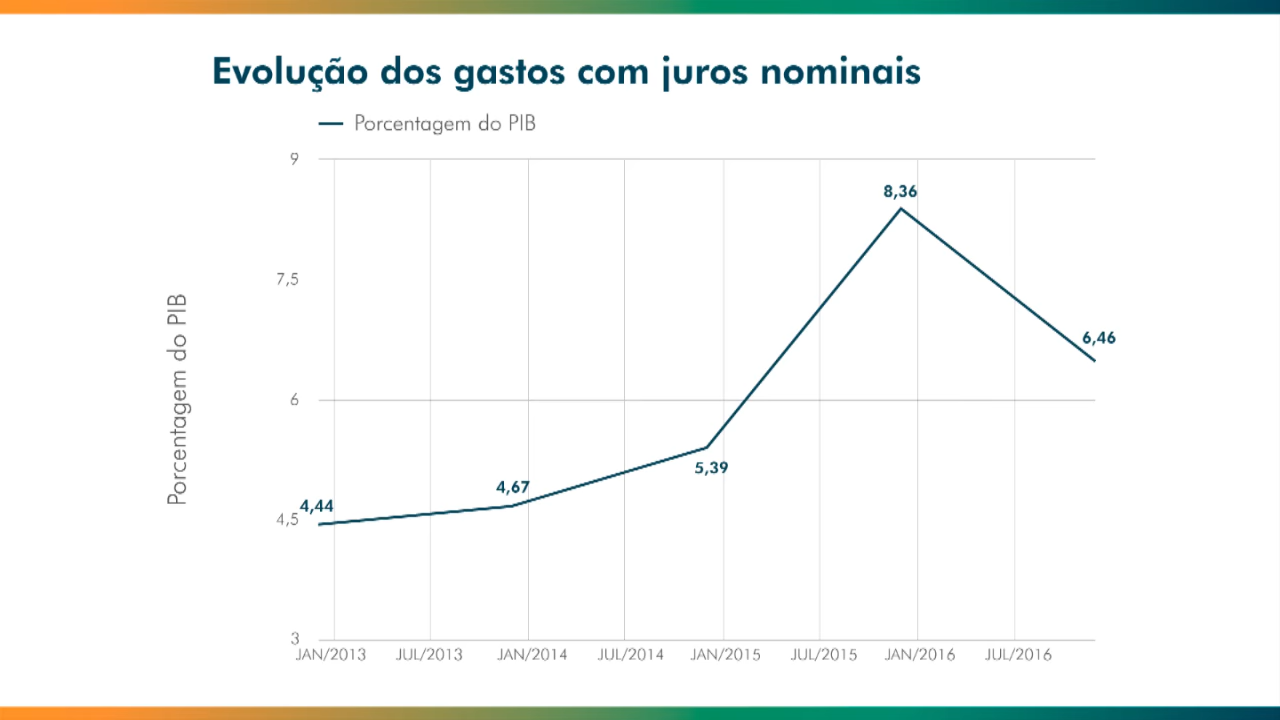 Evolução dos gastos com juros nominais
Porcentagem do PIB
9
8,36
7,5
6,46
Porcentagem do PIB
6
5,39
4,67
4,44
4,5
3
JAN/2013 JUL/2013 JAN/2014 JUL/2014 JAN/2015 JUL/2015 JAN/2016 JUL/2016